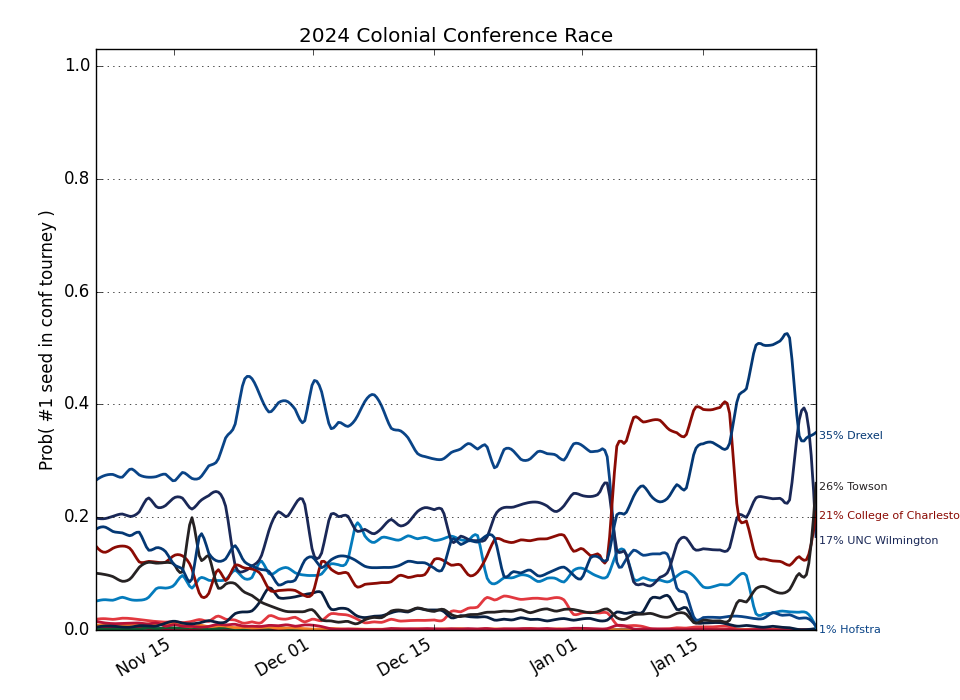 2024 Colonial Conference Race
Prob( #1 seed in conf tourney )
1.0
0.8
0.6
0.4
0.2
0.0
Nov 15
Dec 01
Dec 15
Jan 01
Jan 15
35% Drexel
26% Towson
21% College of Charlesto
17% UNC Wilmington
1% Hofstra